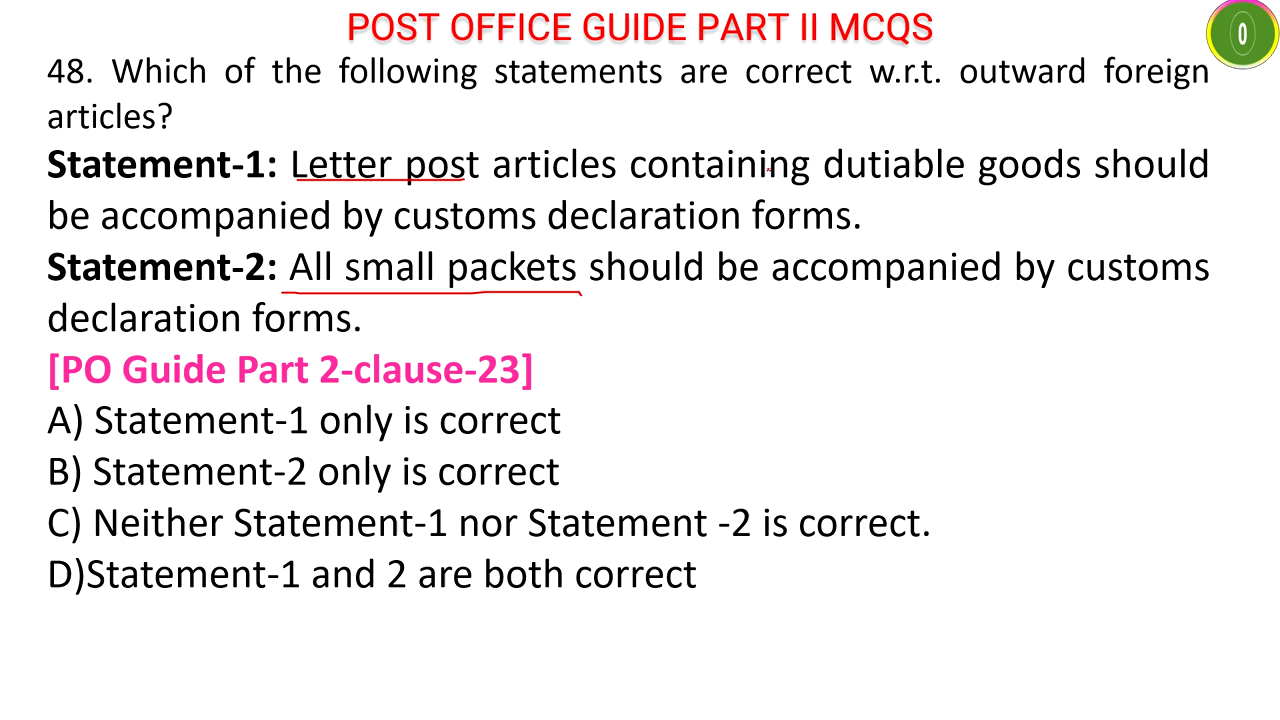 POST OFFICE GUIDE PART II MCQS
0
48. Which of the following statements are correct w.r.t. outward foreign
articles?
Statement-1: Letter post articles containing dutiable goods should
be accompanied by customs declaration forms.
Statement-2: All small packets should be accompanied by customs
declaration forms.
[PO Guide Part 2-clause-23]
A) Statement-1 only is correct
B) Statement-2 only is correct
C) Neither Statement-1 nor Statement -2 is correct.
D)Statement-1 and 2 are both correct